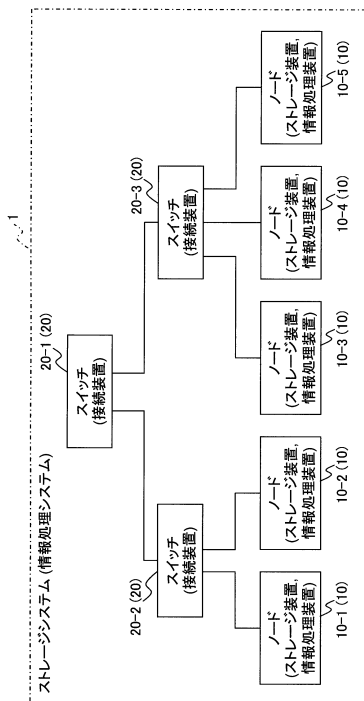 1
ストレージシステム (情報処理システム)
20-1 (20)
スイッチ
(接続装置)
20-2 (20)
スイッチ
(接続装置)
20-3 (20)
スイッチ
(接続装置)
ノード
(ストレージ装置,
情報処理装置)
10-1 (10)
ノード
(ストレージ装置,
情報処理装置)
10-2 (10)
ノード
(ストレージ装置,
情報処理装置)
10-3 (10)
ノード
(ストレージ装置,
情報処理装置)
10-4 (10)
ノード
(ストレージ装置,
情報処理装置)
10-5 (10)